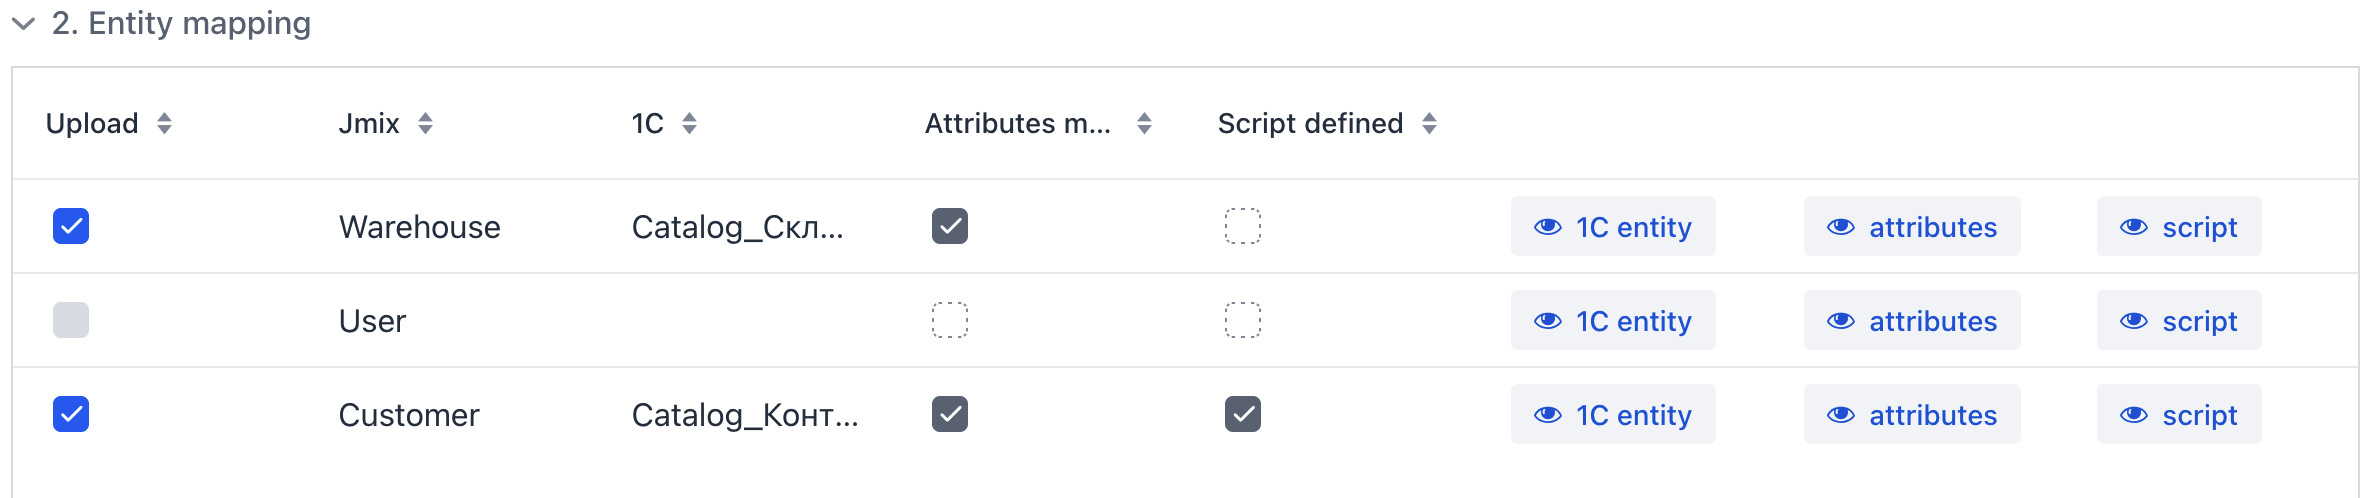 2. Entity mapping
Upload Jmix 1C Attributes m... Script defined
Warehouse Catalog_Скл... 1C entity attributes script
User 1C entity attributes script
Customer Catalog_Конт... 1C entity attributes script